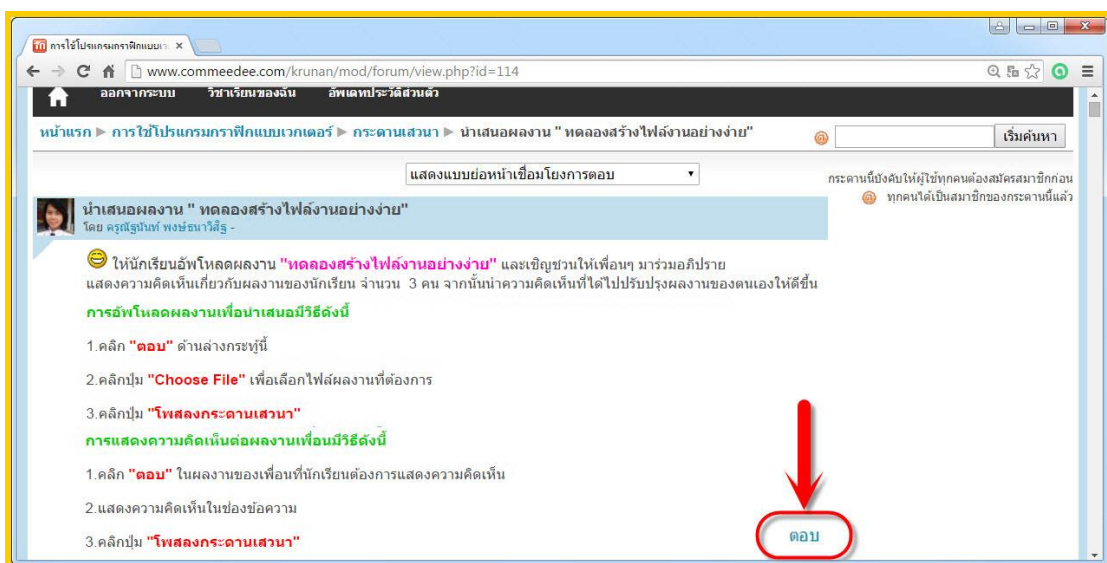 การใช้โปรแกรมกราฟิกแบบเวก
www.commeedee.com/krunan/mod/forum/view.php?id=114
ออกจากระบบ วิชาเรียนของฉัน อัพเดทประวัติส่วนตัว
หน้าแรก ► การใช้โปรแกรมกราฟิกแบบเวกเตอร์ ► กระดานเสวนา ► นำเสนอผลงาน " ทดลองสร้างไฟล์งานอย่างง่าย"
เริ่มค้นหา
แสดงแบบย่อหน้าเชื่อมโยงการตอบ
กระดานนี้บังคับให้ผู้ใช้ทุกคนต้องสมัครสมาชิกก่อน
ทุกคนได้เป็นสมาชิกของกระดานนี้แล้ว
นำเสนอผลงาน " ทดลองสร้างไฟล์งานอย่างง่าย"
โดย ครูณัฐนันท์ พงษ์ธนาวิสิฐ -
ให้นักเรียนอัพโหลดผลงาน "ทดลองสร้างไฟล์งานอย่างง่าย" และเชิญชวนให้เพื่อนๆ มาร่วมอภิปราย
แสดงความคิดเห็นเกี่ยวกับผลงานของนักเรียน จำนวน 3 คน จากนั้นนำความคิดเห็นที่ได้ไปปรับปรุงผลงานของตนเองให้ดีขึ้น
การอัพโหลดผลงานเพื่อนำเสนอมีวิธีดังนี้
1.คลิก "ตอบ" ด้านล่างกระทู้นี้
2.คลิกปุ่ม "Choose File" เพื่อเลือกไฟล์ผลงานที่ต้องการ
3.คลิกปุ่ม "โพสลงกระดานเสวนา"
การแสดงความคิดเห็นต่อผลงานเพื่อนมีวิธีดังนี้
1.คลิก "ตอบ" ในผลงานของเพื่อนที่นักเรียนต้องการแสดงความคิดเห็น
2.แสดงความคิดเห็นในช่องข้อความ
3.คลิกปุ่ม "โพสลงกระดานเสวนา"
ตอบ